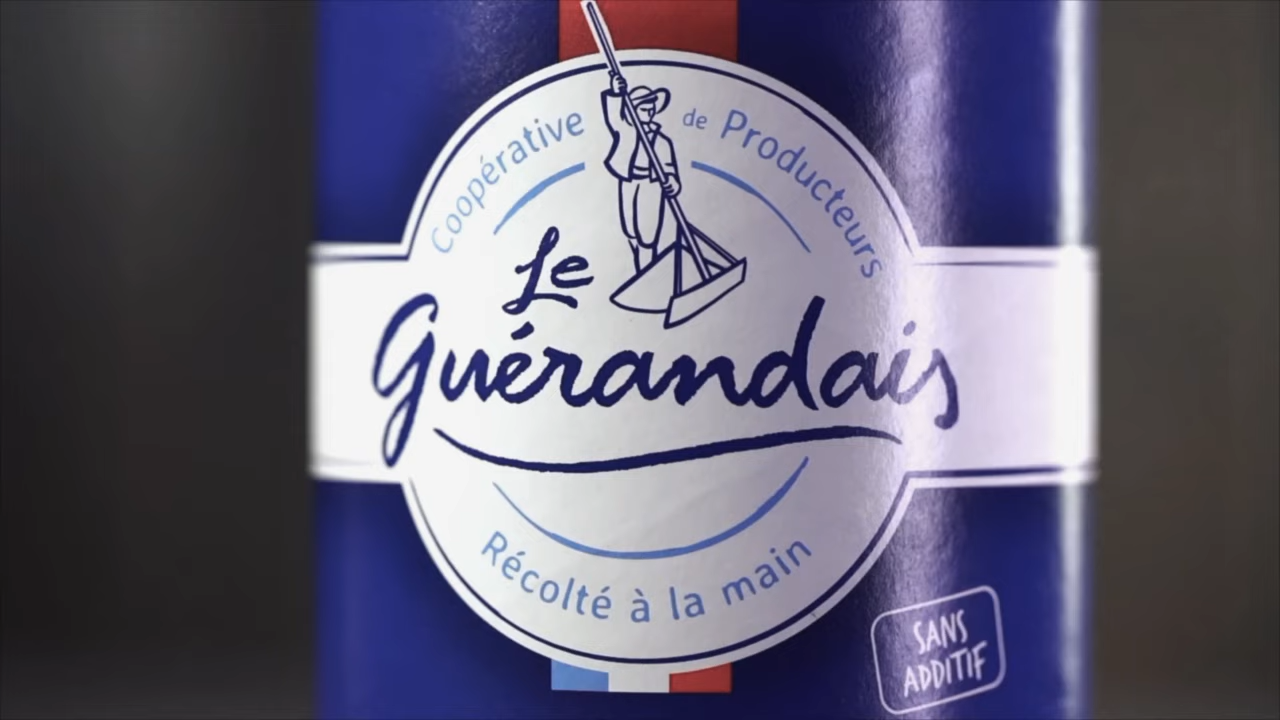 Coopérative de Producteurs
Le
Guérandais
Récolté à la main
SANS
ADDITIF